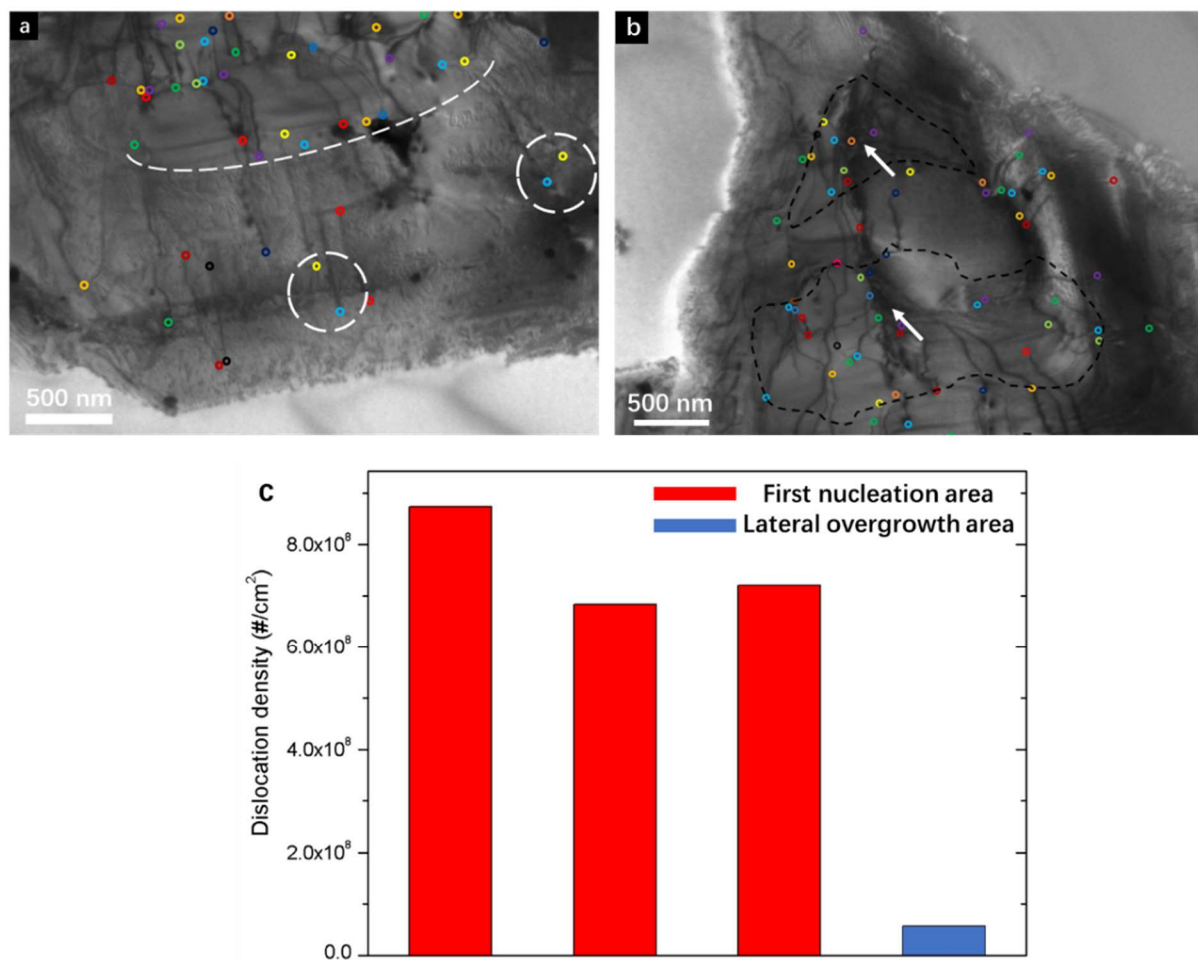 a
b
500 nm
500 nm
c
First nucleation area
Lateral overgrowth area
Dislocation density (#/cm²)
8.0x10⁸
6.0x10⁸
4.0x10⁸
2.0x10⁸
0.0